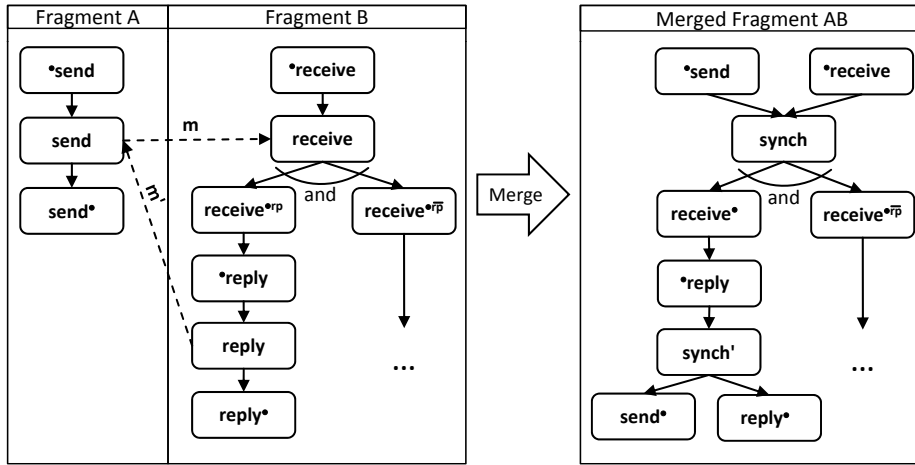 Fragment A
Fragment B
•send
send
send•
m
m'
•receive
receive
and
receive•rp
receive•r̅p̅
•reply
reply
reply•
...
Merge
Merged Fragment AB
•send
•receive
synch
and
receive•
receive•r̅p̅
•reply
synch'
...
send•
reply•